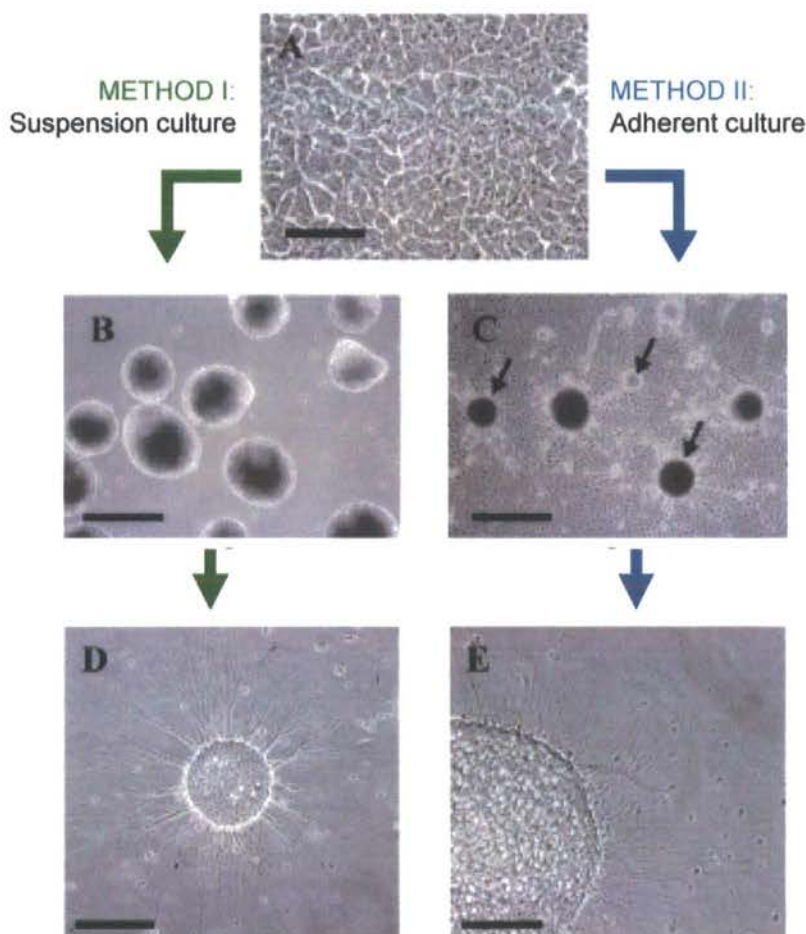 A
METHOD I:
Suspension culture
METHOD II:
Adherent culture
B
C
D
E